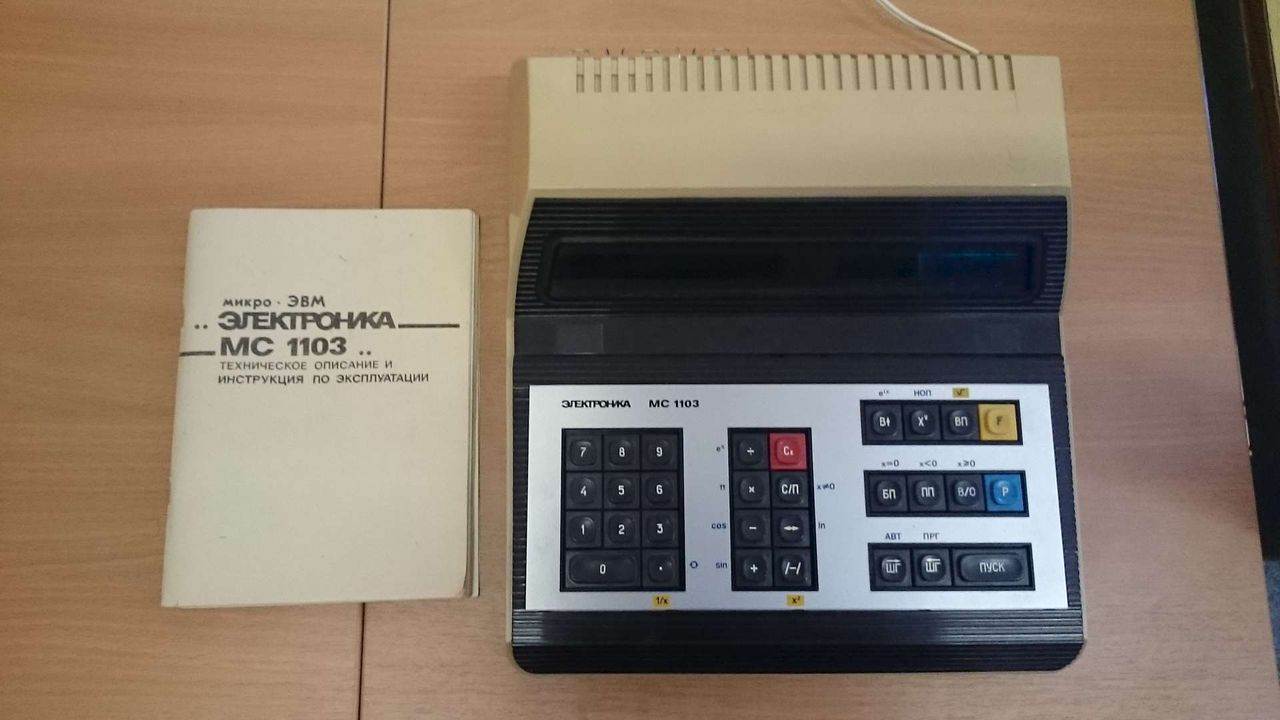 микро · ЭВМ
ЭЛЕКТРОНИКА
МС 1103
ТЕХНИЧЕСКОЕ ОПИСАНИЕ И
ИНСТРУКЦИЯ ПО ЭКСПЛУАТАЦИИ
ЭЛЕКТРОНИКА МС 1103
7 8 9
4 5 6
1 2 3
0 .
1/x
eˣ ÷
π × С/П x≠0
cos − ◄► ln
sin + /−/
x²
НОП √
В↑ ВП F
x=0 x<0 x≥0
БП ПП В/О Р
АВТ ПРГ
ШГ ШГ ПУСК